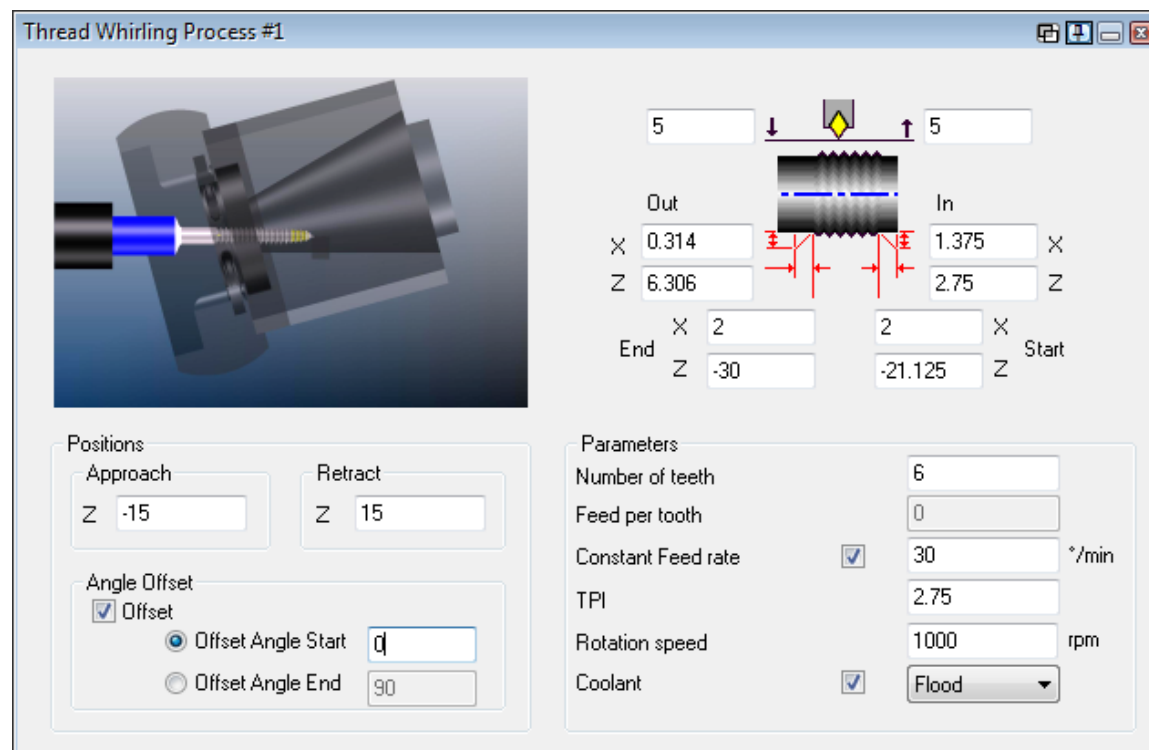 Thread Whirling Process #1
5
5
Out
In
X 0.314
1.375 X
Z 6.306
2.75 Z
End
X 2
2 X
Start
Z -30
-21.125 Z
Positions
Approach
Z -15
Retract
Z 15
Angle Offset
Offset
Offset Angle Start 0
Offset Angle End 90
Parameters
Number of teeth 6
Feed per tooth 0
Constant Feed rate 30 °/min
TPI 2.75
Rotation speed 1000 rpm
Coolant Flood